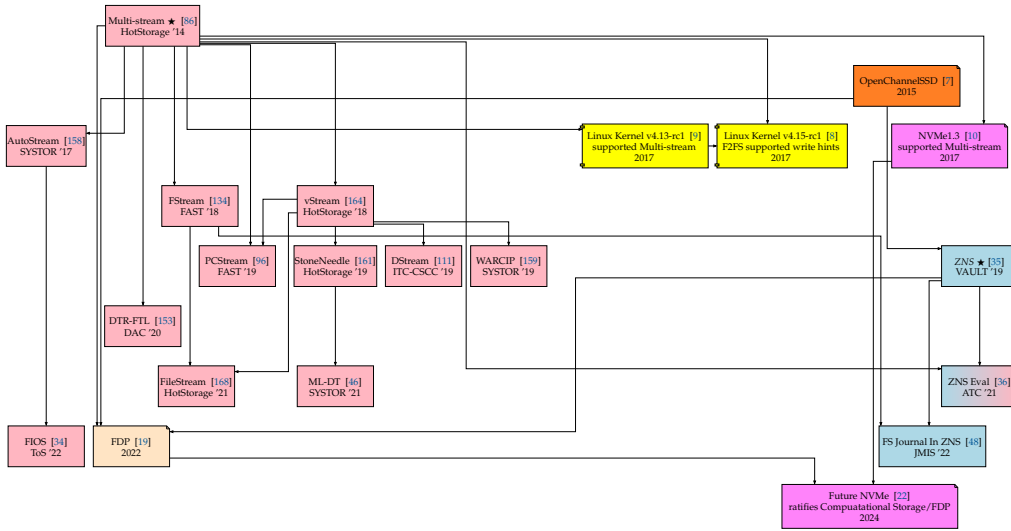 Multi-stream ★ [86]
HotStorage '14
OpenChannelSSD [7]
2015
AutoStream [158]
SYSTOR '17
Linux Kernel v4.13-rc1 [9]
supported Multi-stream
2017
Linux Kernel v4.15-rc1 [8]
F2FS supported write hints
2017
NVMe1.3 [10]
supported Multi-stream
2017
FStream [134]
FAST '18
vStream [164]
HotStorage '18
PCStream [96]
FAST '19
StoneNeedle [161]
HotStorage '19
DStream [111]
ITC-CSCC '19
WARCIP [159]
SYSTOR '19
ZNS ★ [35]
VAULT '19
DTR-FTL [153]
DAC '20
FileStream [168]
HotStorage '21
ML-DT [46]
SYSTOR '21
ZNS Eval [36]
ATC '21
FIOS [34]
ToS '22
FDP [19]
2022
FS Journal In ZNS [48]
JMIS '22
Future NVMe [22]
ratifies Compuatational Storage/FDP
2024